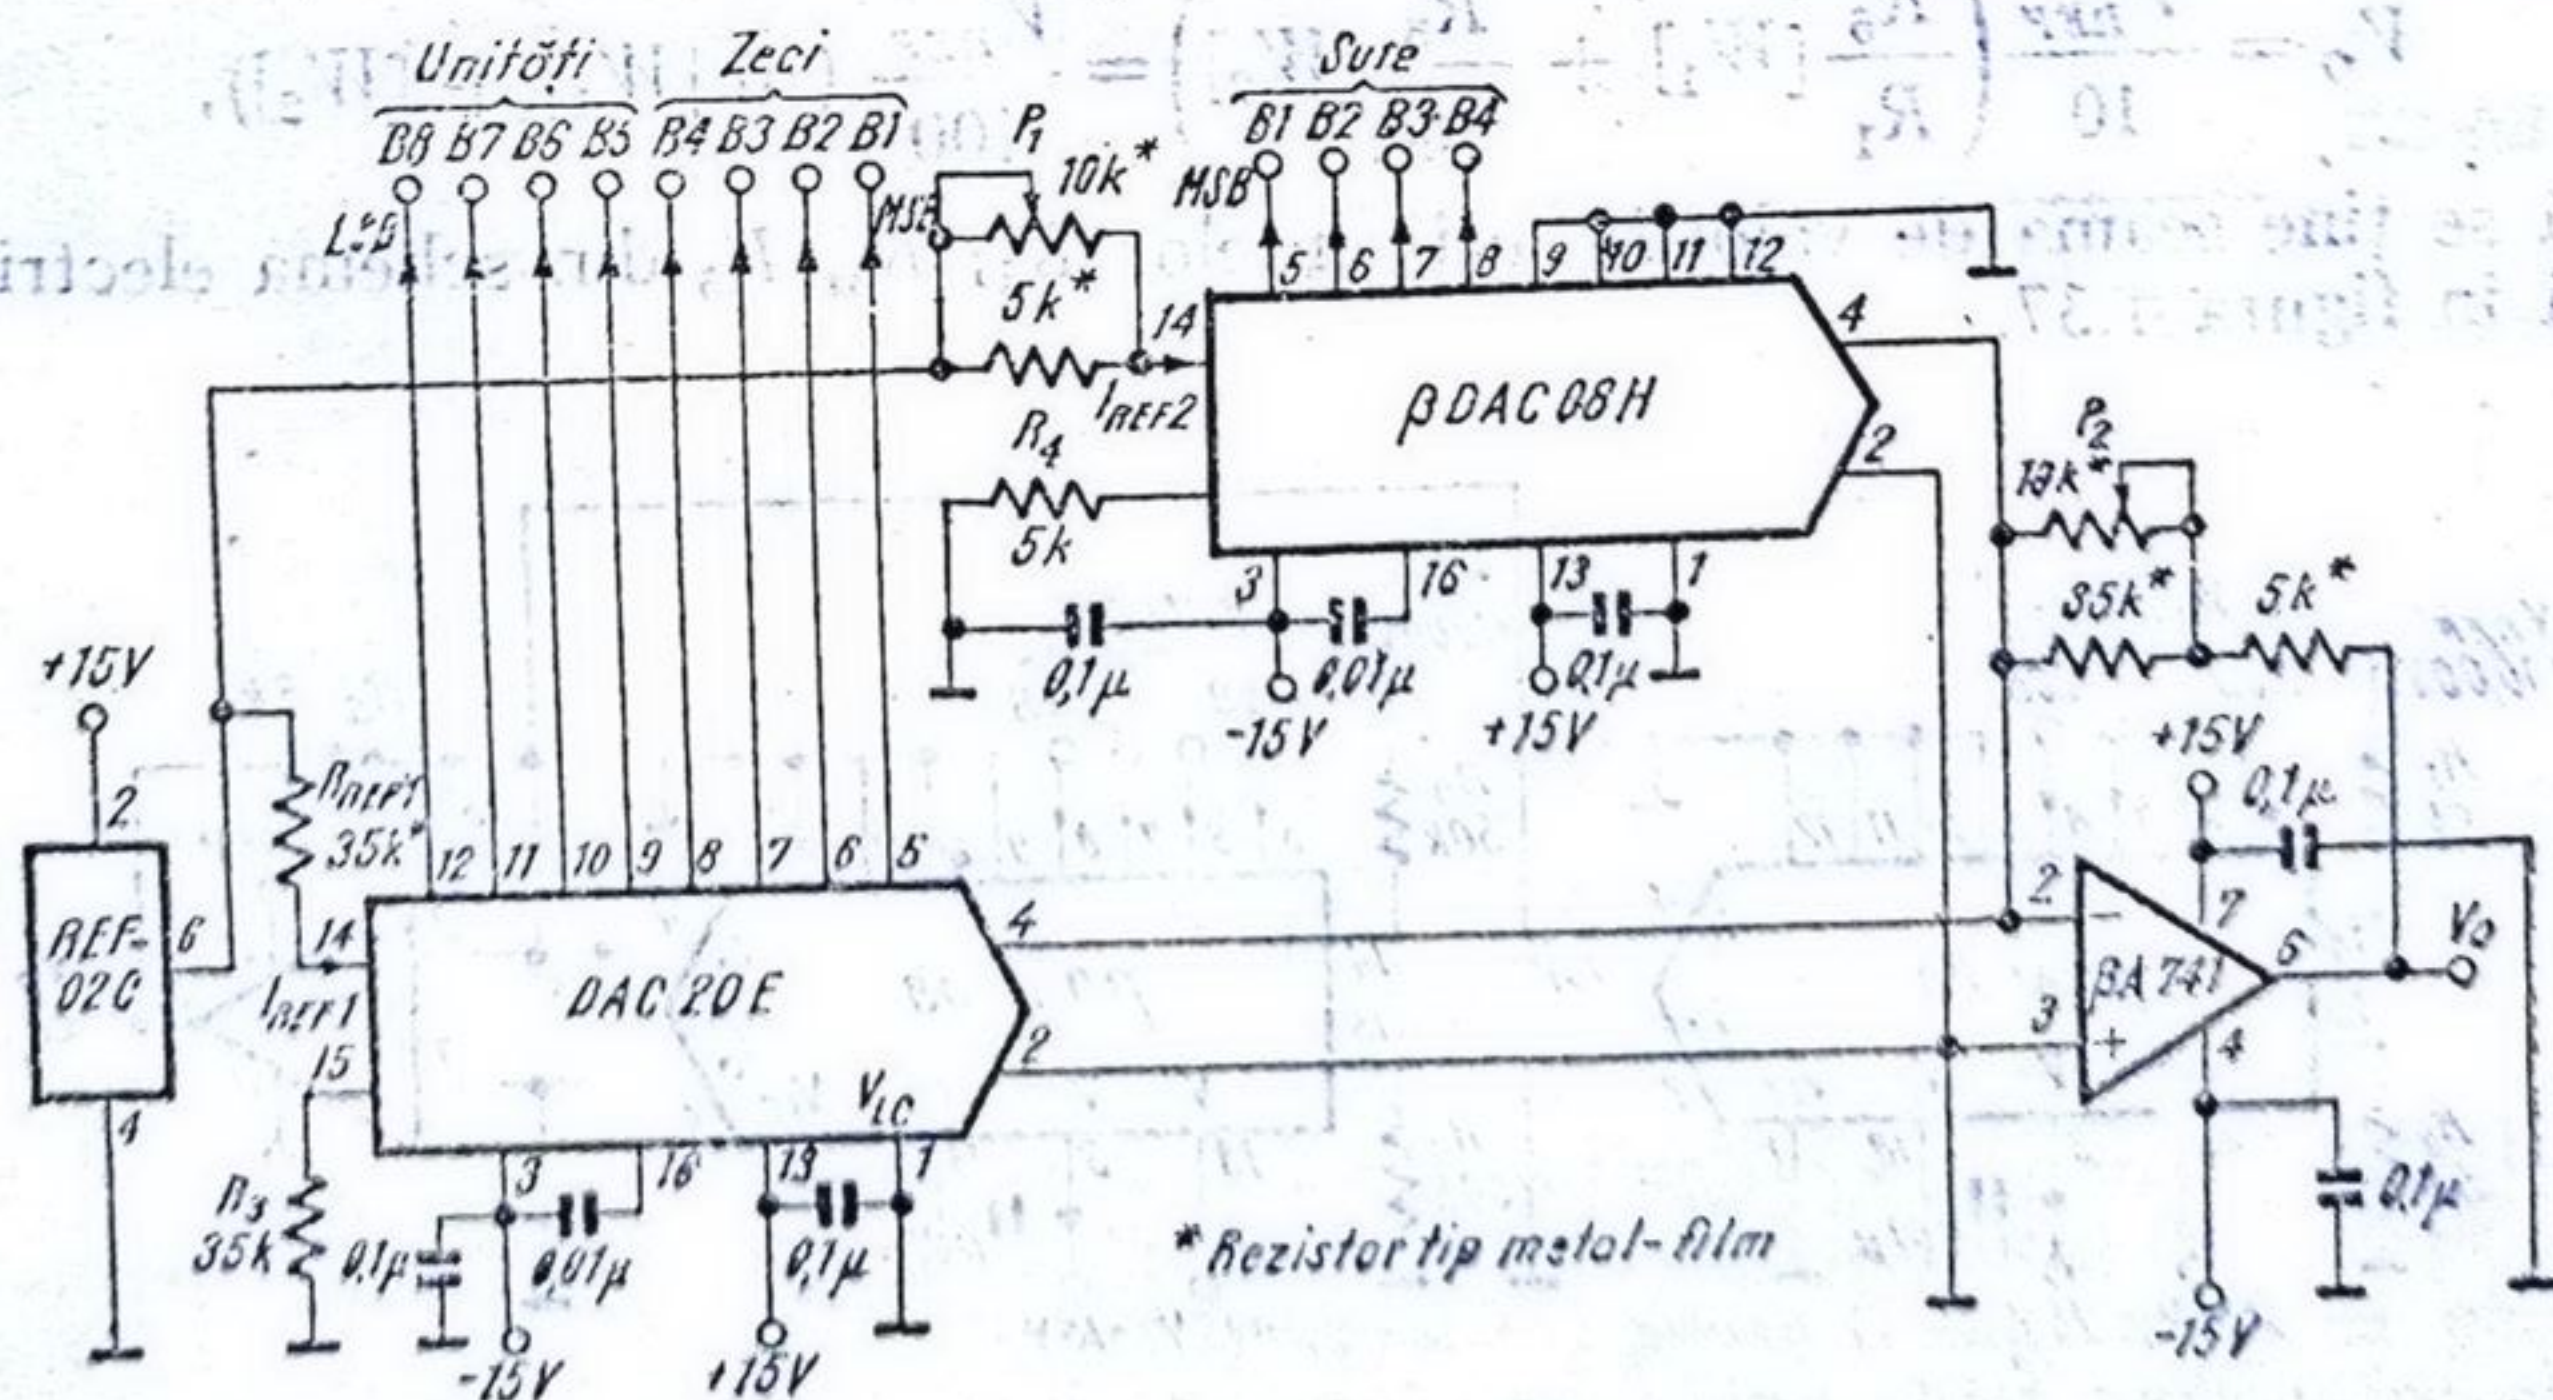 Unități Zeci Sute
B8 B7 B6 B5 B4 B3 B2 B1
P1
10k*
B1 B2 B3 B4
MSB
MSB
5 6 7 8 9 10 11 12
5k*
14
IREF2
βDAC08H
4
2
R4
5k
3
16
13
1
0,1μ
0,01μ
0,1μ
-15V
+15V
P2
35k*
5k*
+15V
2
RREF1
35k*
12 11 10 9 8 7 6 5
REF-
02C
6
4
14
IREF1
15
DAC 20E
VLC
4
2
R3
35k
3
16
13
1
0,1μ
0,01μ
0,1μ
-15V
+15V
+15V
0,1μ
2
7
βA 741
6
V0
3
4
0,1μ
-15V
* Rezistor tip metal-film